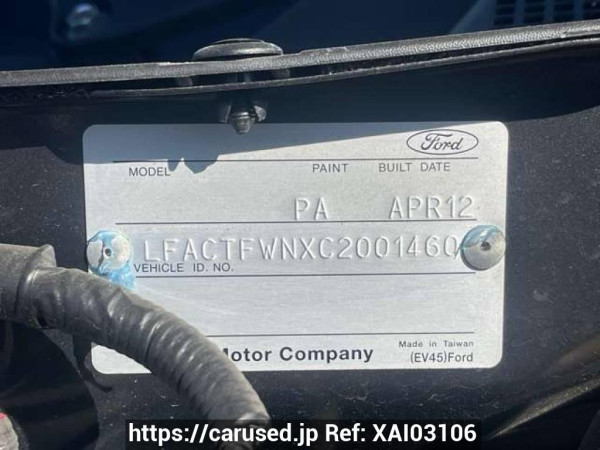 Ford
MODEL PAINT BUILT DATE
PA APR12
LFACTFWNXC2001460
VEHICLE ID. NO.
Motor Company
Made in Taiwan
(EV45)Ford
https://carused.jp Ref: XAI03106